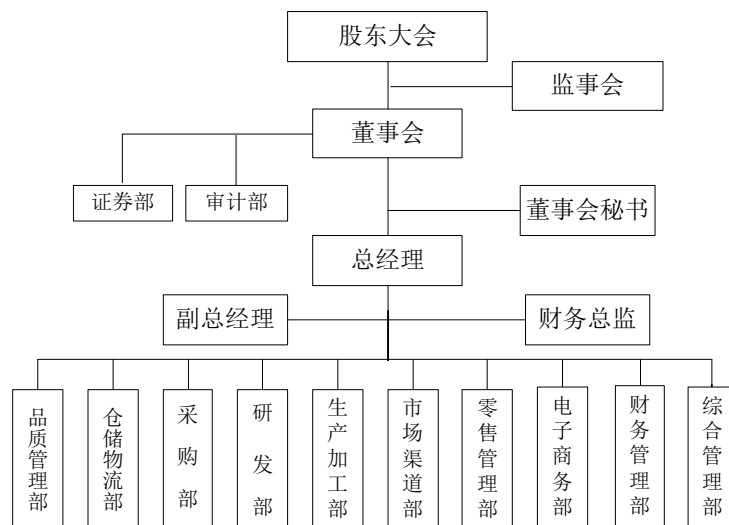 股东大会
监事会
董事会
证券部
审计部
董事会秘书
总经理
副总经理
财务总监
品质管理部
仓储物流部
采购部
研发部
生产加工部
市场渠道部
零售管理部
电子商务部
财务管理部
综合管理部